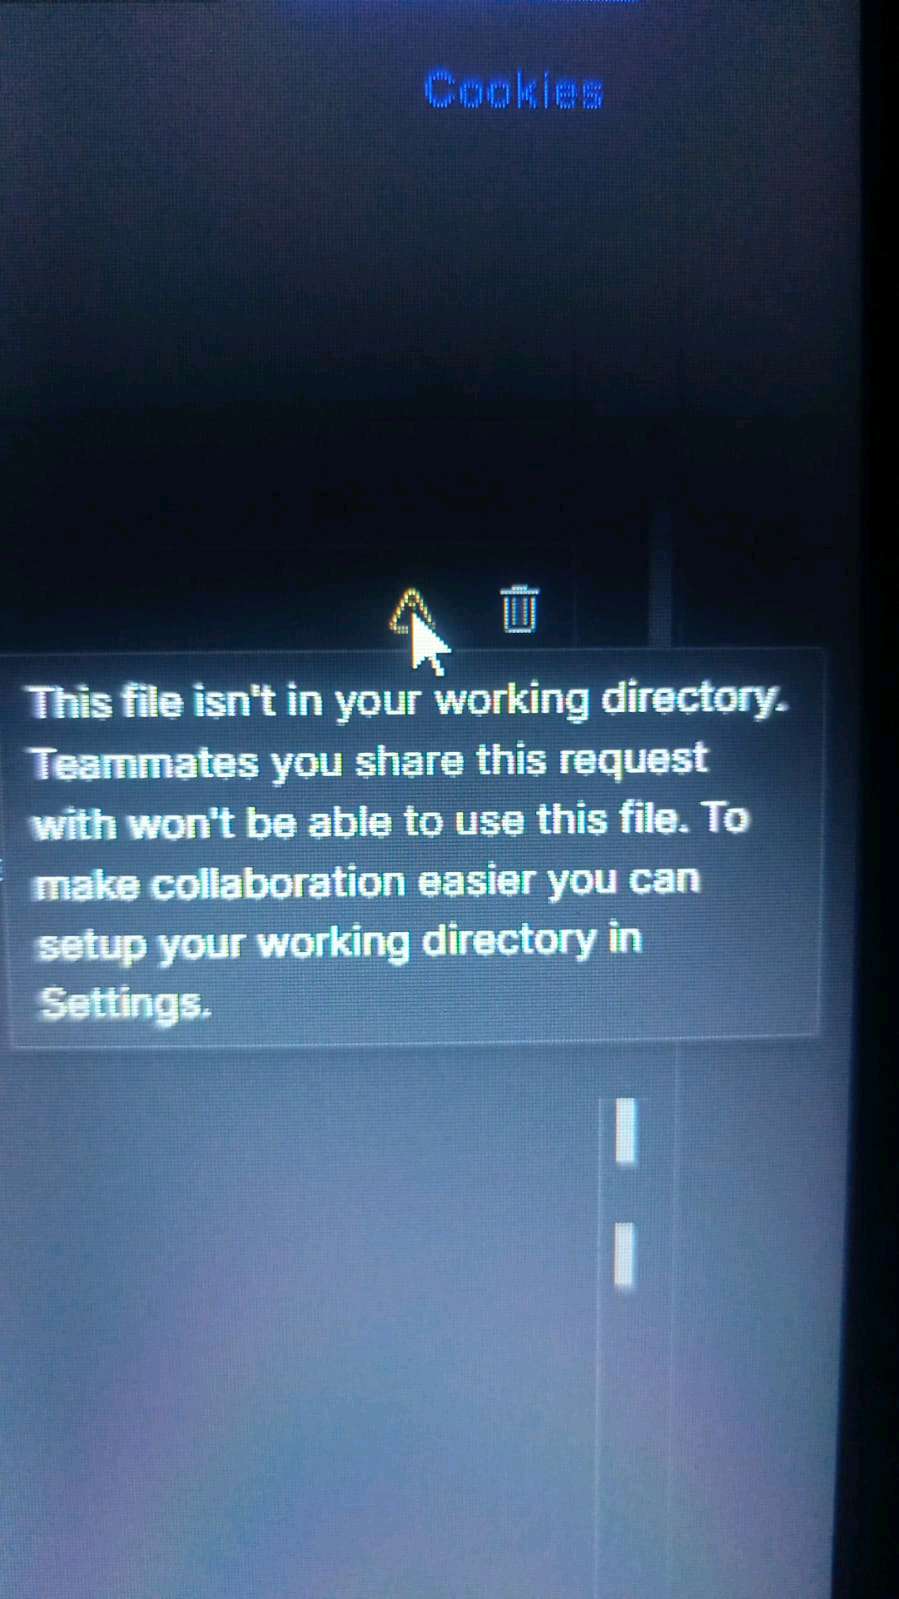 Cookies
This file isn't in your working directory.
Teammates you share this request
with won't be able to use this file. To
make collaboration easier you can
setup your working directory in
Settings.